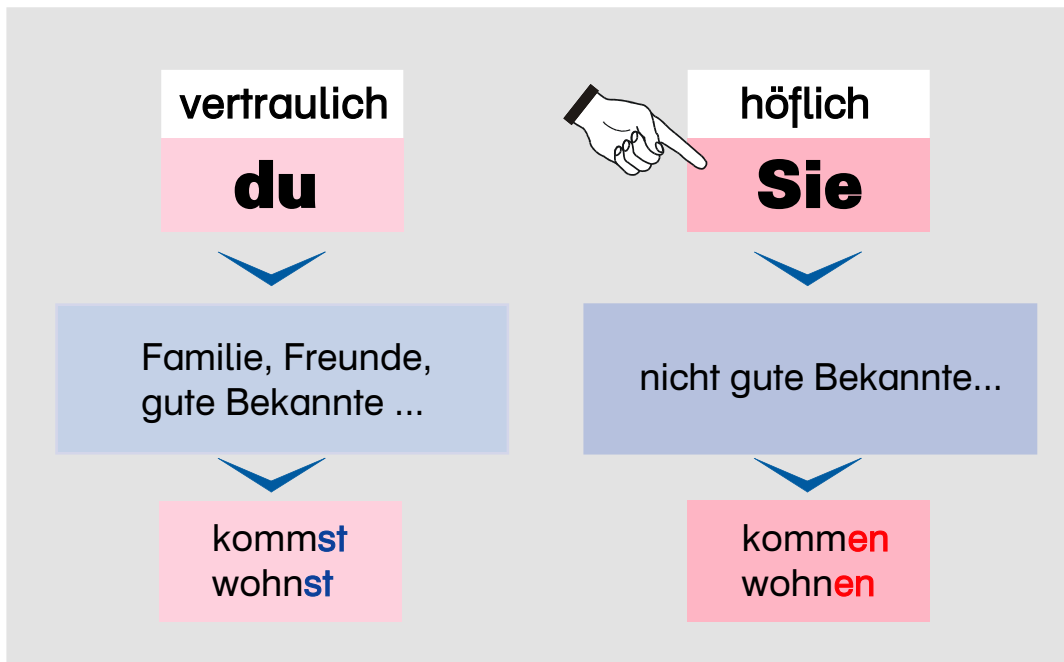 vertraulich
du
Familie, Freunde,
gute Bekannte ...
kommst
wohnst
höflich
Sie
nicht gute Bekannte...
kommen
wohnen